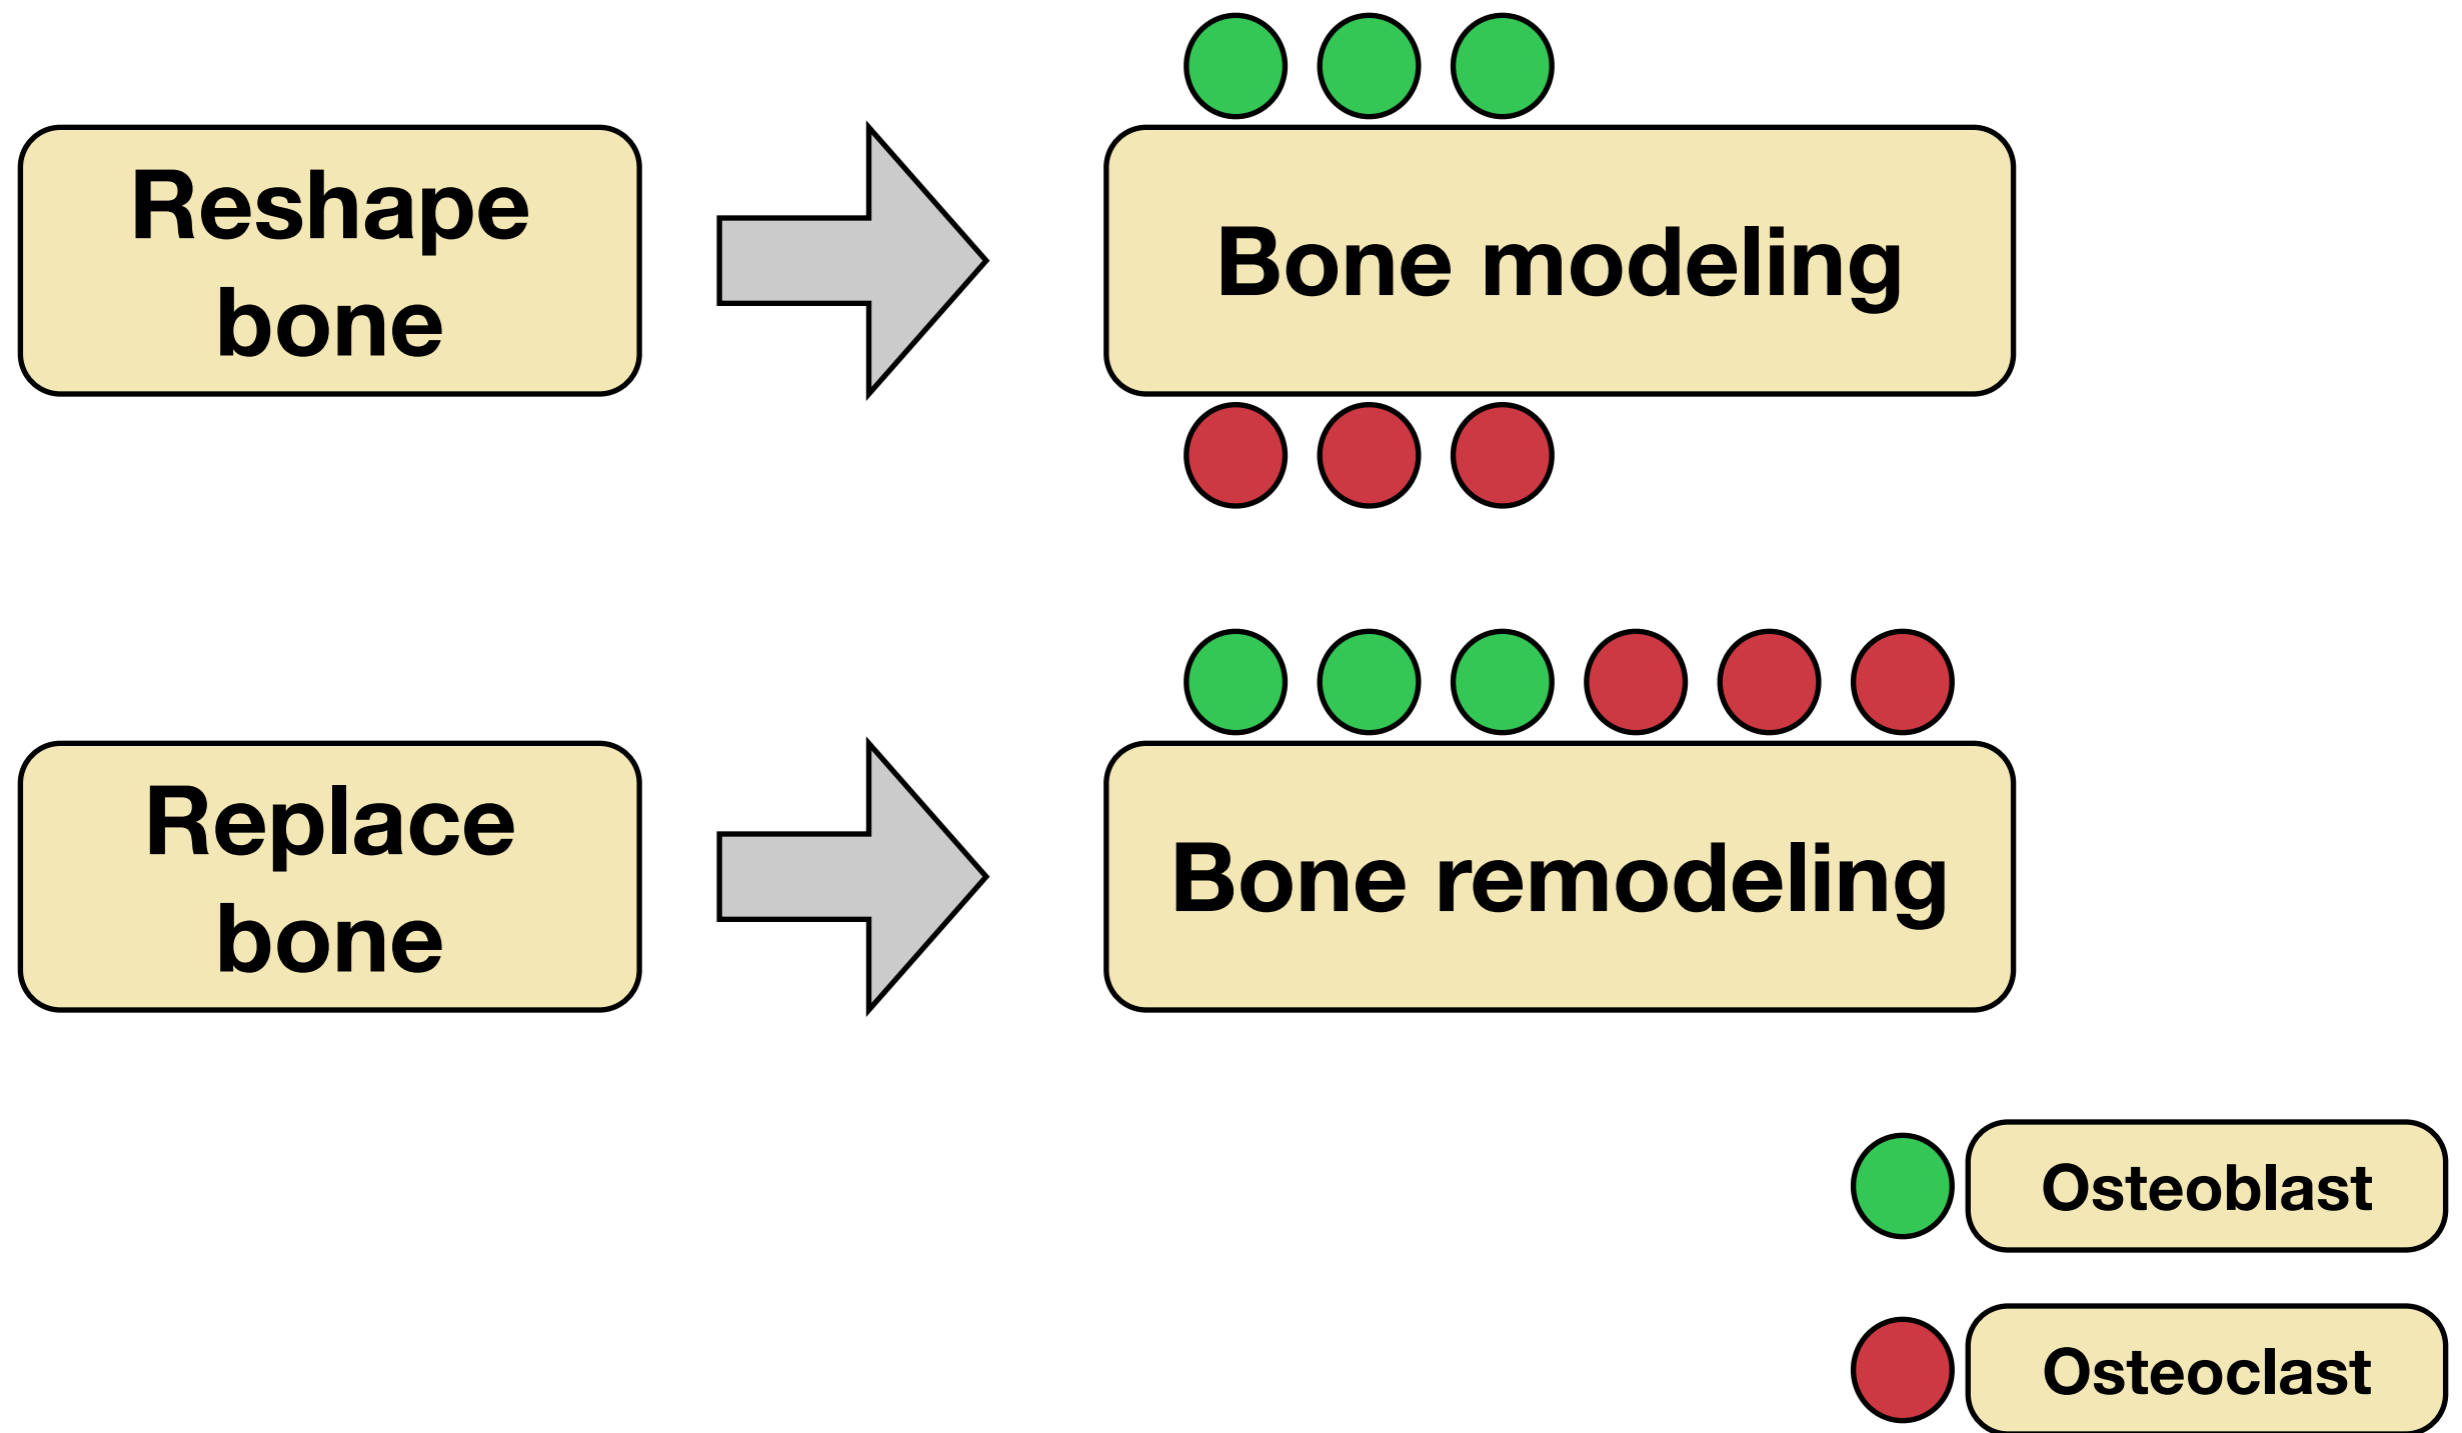 Reshape
bone
Bone modeling
Replace
bone
Bone remodeling
Osteoblast
Osteoclast